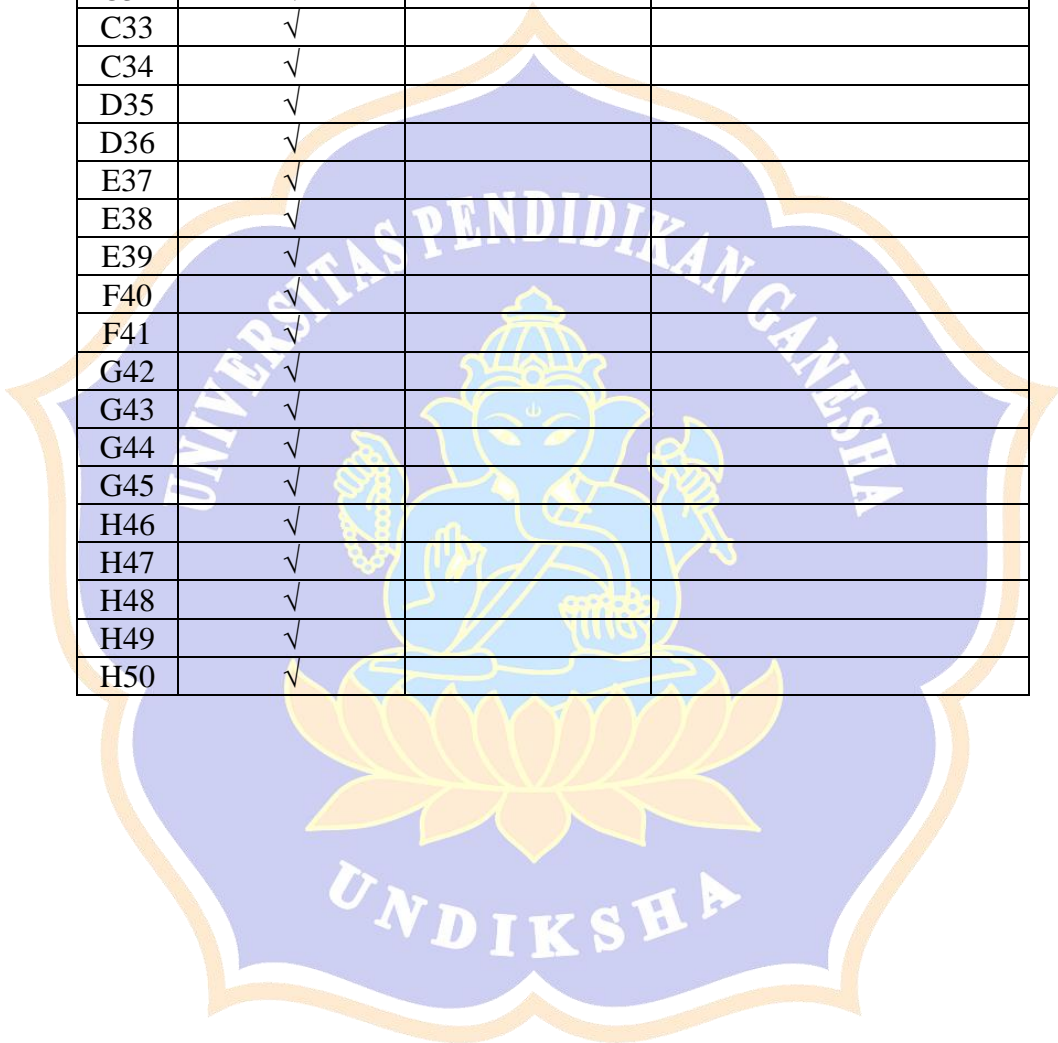 C33 √
C34 √
D35 √
D36 √
E37 √
E38 √
E39 √
F40 √
F41 √
G42 √
G43 √
G44 √
G45 √
H46 √
H47 √
H48 √
H49 √
H50 √
UNIVERSITAS PENDIDIKAN GANESHA
UNDIKSHA